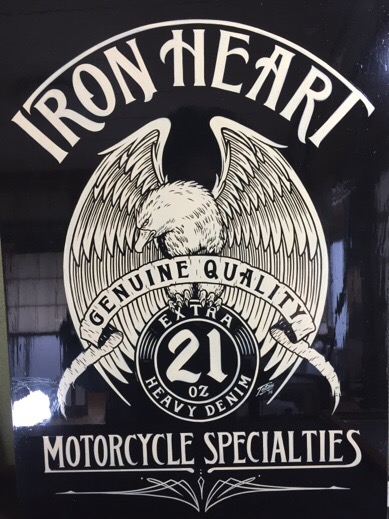 IRON HEART
GENUINE QUALITY
EXTRA
21
OZ
HEAVY DENIM
MOTORCYCLE SPECIALTIES